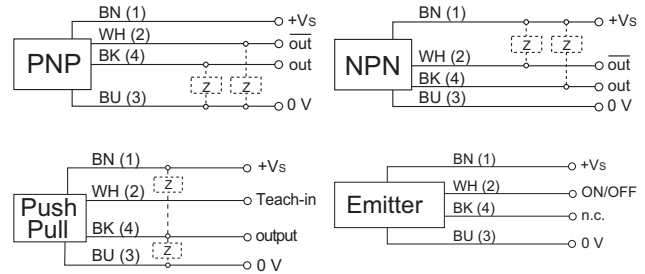 BN (1) +Vs
WH (2) out
PNP BK (4) out
Z Z
BU (3) 0 V
BN (1) +Vs
Z Z
NPN WH (2) out
BK (4) out
BU (3) 0 V
BN (1) +Vs
Z
WH (2) Teach-in
Push
Pull BK (4) output
Z
BU (3) 0 V
BN (1) +Vs
WH (2) ON/OFF
Emitter BK (4) n.c.
BU (3) 0 V